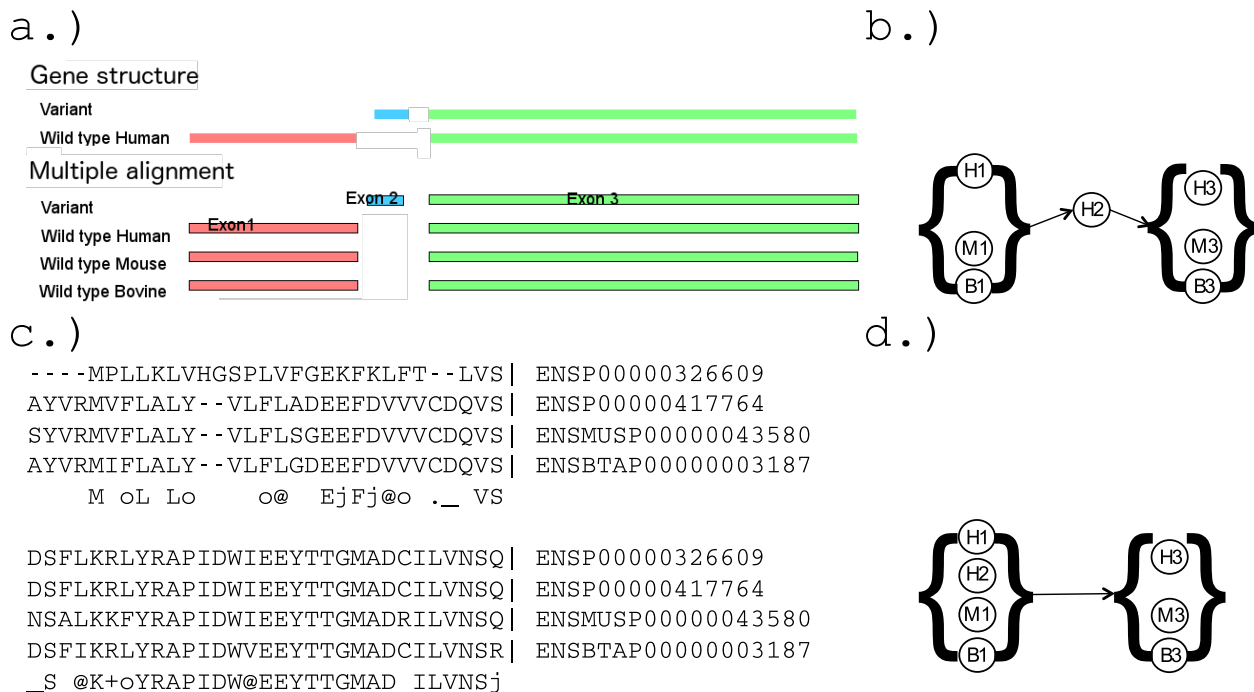 a.)
Gene structure
Variant
Wild type Human
Multiple alignment
Variant
Exon 2
Exon 3
Wild type Human
Exon1
Wild type Mouse
Wild type Bovine
b.)
H1
M1
B1
H2
H3
M3
B3
c.)
----MPLLKLVHGSPLVFGEKFKLFT--LVS| ENSP00000326609
AYVRMVFLALY--VLFLADEEFDVVVCDQVS| ENSP00000417764
SYVRMVFLALY--VLFLSGEEFDVVVCDQVS| ENSMUSP00000043580
AYVRMIFLALY--VLFLGDEEFDVVVCDQVS| ENSBTAP00000003187
M oL Lo o@ EjFj@o ._ VS
DSFLKRLYRAPIDWIEEYTTGMADCILVNSQ| ENSP00000326609
DSFLKRLYRAPIDWIEEYTTGMADCILVNSQ| ENSP00000417764
NSALKKFYRAPIDWIEEYTTGMADRILVNSQ| ENSMUSP00000043580
DSFIKRLYRAPIDWVEEYTTGMADCILVNSR| ENSBTAP00000003187
_S @K+oYRAPIDW@EEYTTGMAD ILVNSj
d.)
H1
H2
M1
B1
H3
M3
B3